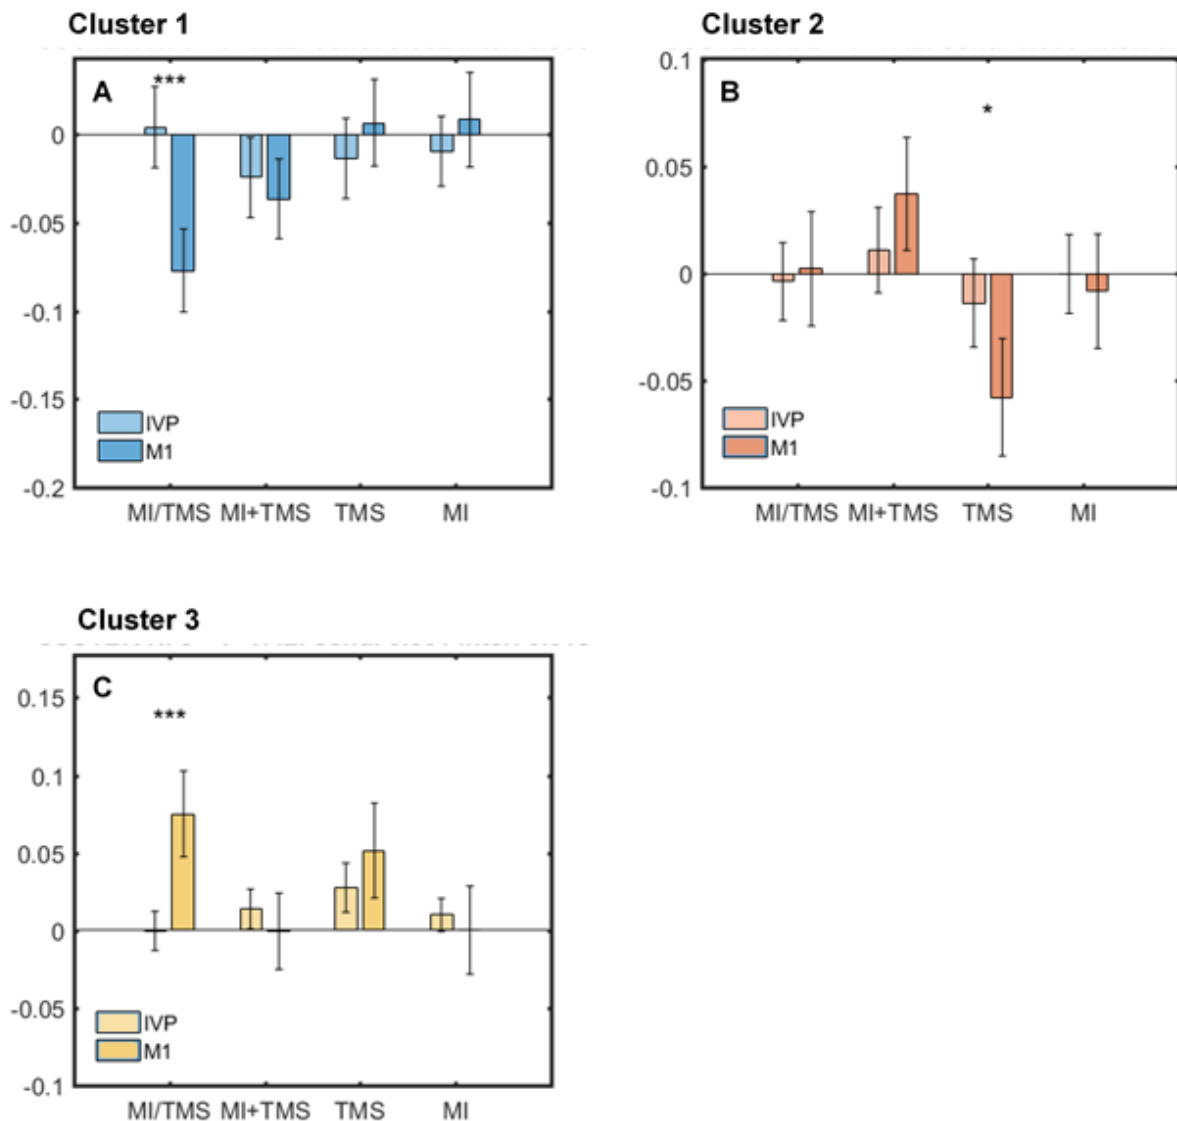 Cluster 1
A
***
0
-0.05
-0.1
-0.15
-0.2
IVP
M1
MI/TMS MI+TMS TMS MI
Cluster 2
B
*
0.1
0.05
0
-0.05
-0.1
IVP
M1
MI/TMS MI+TMS TMS MI
Cluster 3
C
***
0.15
0.1
0.05
0
-0.05
-0.1
IVP
M1
MI/TMS MI+TMS TMS MI